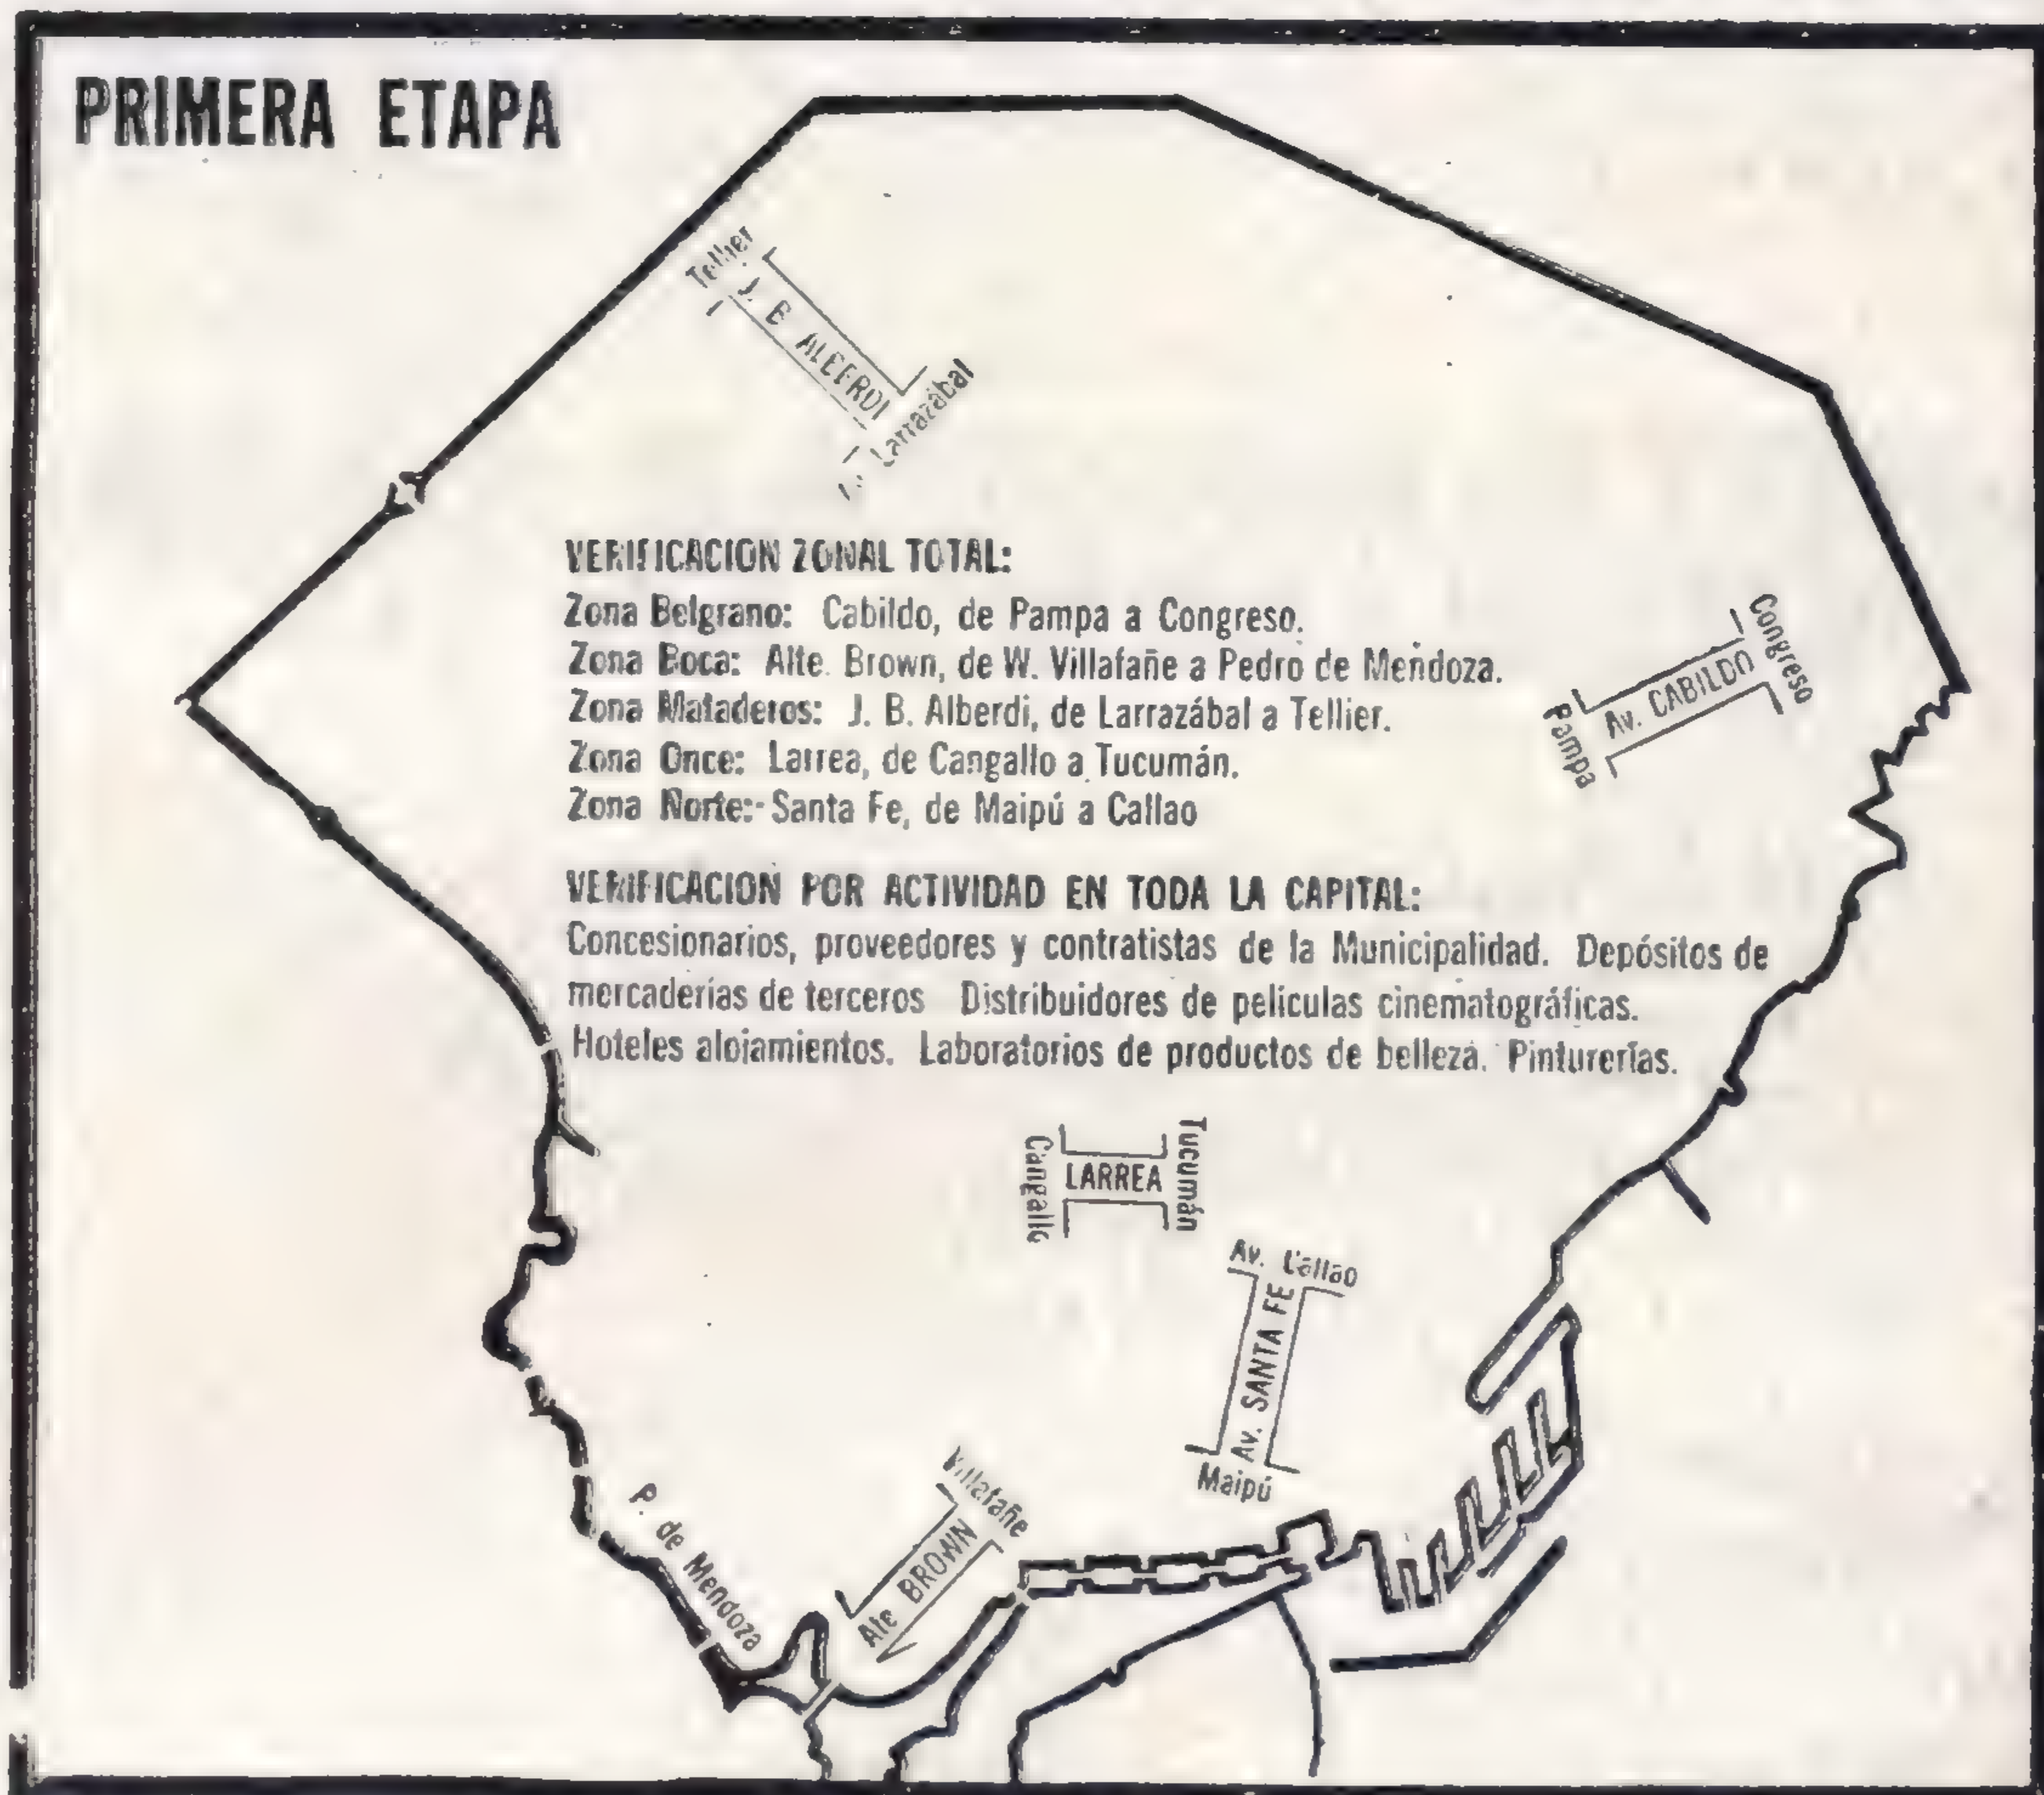 PRIMERA ETAPA
Tellier
J. B. ALBERDI
Av. Larrazábal
VERIFICACION ZONAL TOTAL:
Zona Belgrano: Cabildo, de Pampa a Congreso.
Zona Boca: Alte. Brown, de W. Villafañe a Pedro de Mendoza.
Zona Mataderos: J. B. Alberdi, de Larrazábal a Tellier.
Zona Once: Larrea, de Cangallo a Tucumán.
Zona Norte: Santa Fe, de Maipú a Callao
Congreso
Av. CABILDO
Pampa
VERIFICACION POR ACTIVIDAD EN TODA LA CAPITAL:
Concesionarios, proveedores y contratistas de la Municipalidad. Depósitos de
mercaderías de terceros Distribuidores de películas cinematográficas.
Hoteles alojamientos. Laboratorios de productos de belleza. Pinturerías.
Cangallo
LARREA
Tucumán
Av. Callao
Av. SANTA FE
Maipú
Villafañe
Alte BROWN
P. de Mendoza